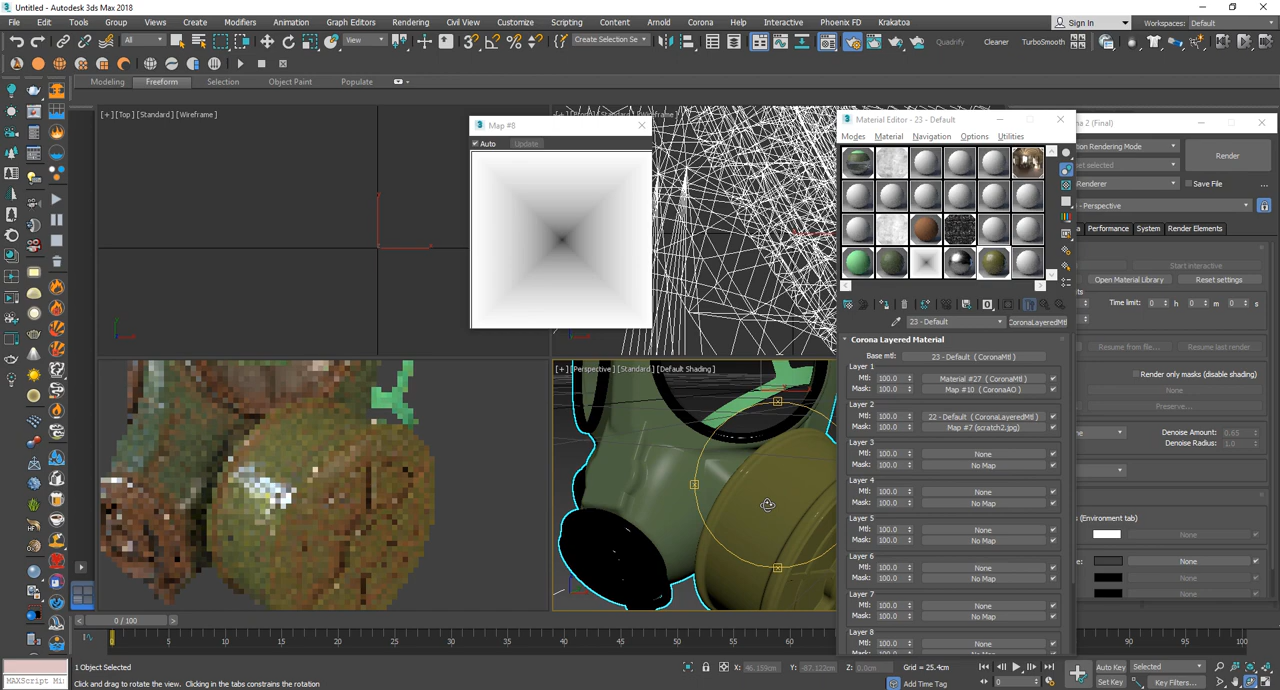 Untitled - Autodesk 3ds Max 2018
File Edit Tools Group Views Create Modifiers Animation Graph Editors Rendering Civil View Customize Scripting Content Arnold Corona Help Interactive Phoenix FD Krakatoa
Sign In Workspaces: Default
All View Create Selection Se Quadrify Cleaner TurboSmooth
Modeling Freeform Selection Object Paint Populate
[+] [Top] [Standard] [Wireframe]
Map #8
Auto Update
Material Editor - 23 - Default
Modes Material Navigation Options Utilities
23 - Default CoronaLayeredMtl
Corona Layered Material
Base mtl: 23 - Default ( CoronaMtl )
Layer 1
Mtl: 100.0 Material #27 ( CoronaMtl )
Mask: 100.0 Map #10 ( CoronaAO )
Layer 2
Mtl: 100.0 22 - Default ( CoronaLayeredMtl )
Mask: 100.0 Map #7 (scratch2.jpg)
Layer 3
Mtl: 100.0 None
Mask: 100.0 No Map
Layer 4
Mtl: 100.0 None
Mask: 100.0 No Map
Layer 5
Mtl: 100.0 None
Mask: 100.0 No Map
Layer 6
Mtl: 100.0 None
Mask: 100.0 No Map
Layer 7
Mtl: 100.0 None
Mask: 100.0 No Map
Layer 8
Mtl: 100.0 None
na 2 (Final)
on Rendering Mode
Render
set selected
Renderer Save File ...
- Perspective
a Performance System Render Elements
Start interactive
Open Material Library Reset settings
its
Time limit: 0 h 0 m 0 s
Resume from file... Resume last render
Render only masks (disable shading)
None
Preserve...
ne Denoise Amount: 0.65
Denoise Radius: 1.0
s (Environment tab)
None
e: None
None
None
[+] [Perspective] [Standard] [Default Shading]
0 / 100
0 5 10 15 20 25 30 35 40 45 50 55 60 90 95 100
1 Object Selected
X: 46.159cm Y: -87.122cm Z: 0.0cm Grid = 25.4cm
Auto Key Selected
MAXScript Mi
Click and drag to rotate the view. Clicking in the tabs constrains the rotation
Add Time Tag
0
Set Key Key Filters...